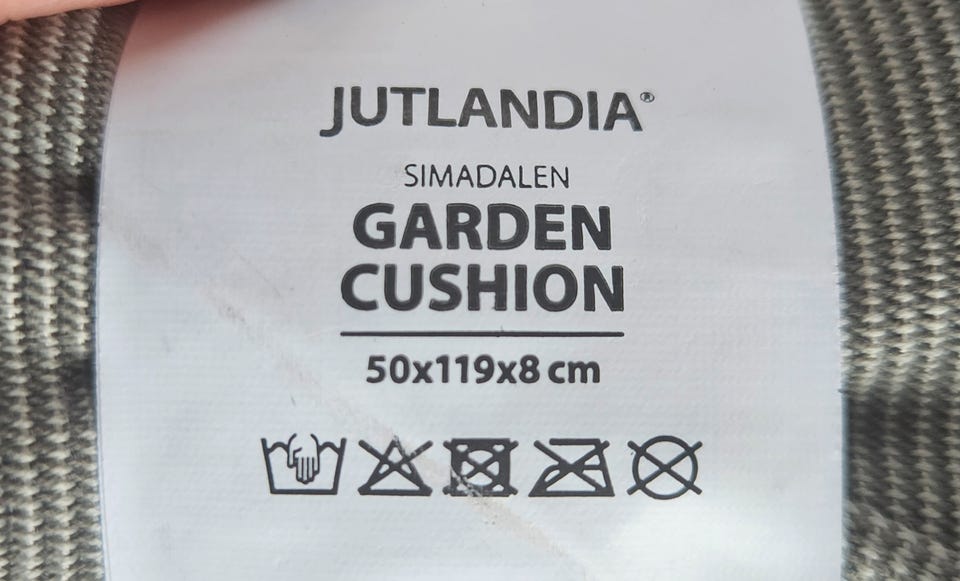 JUTLANDIA®
SIMADALEN
GARDEN
CUSHION
50x119x8 cm